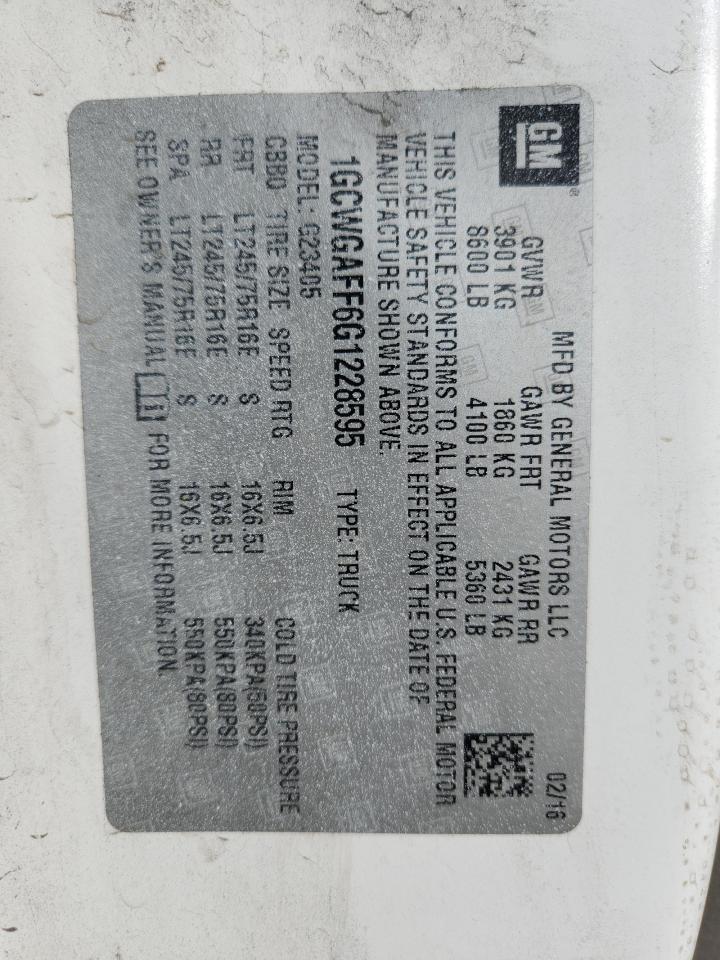 GM
MFD BY GENERAL MOTORS LLC 02/16
GVWR GAWR FRT GAWR RR
3901 KG 1860 KG 2431 KG
8600 LB 4100 LB 5360 LB
THIS VEHICLE CONFORMS TO ALL APPLICABLE U.S. FEDERAL MOTOR
VEHICLE SAFETY STANDARDS IN EFFECT ON THE DATE OF
MANUFACTURE SHOWN ABOVE.
1GCWGAFF6G1228595 TYPE: TRUCK
MODEL: G23405
CBBQ TIRE SIZE SPEED RTG RIM COLD TIRE PRESSURE
FRT LT245/75R16E S 16X6.5J 340KPA(50PSI)
RR LT245/75R16E S 16X6.5J 550KPA(80PSI)
SPA LT245/75R16E S 16X6.5J 550KPA(80PSI)
SEE OWNER'S MANUAL FOR MORE INFORMATION.